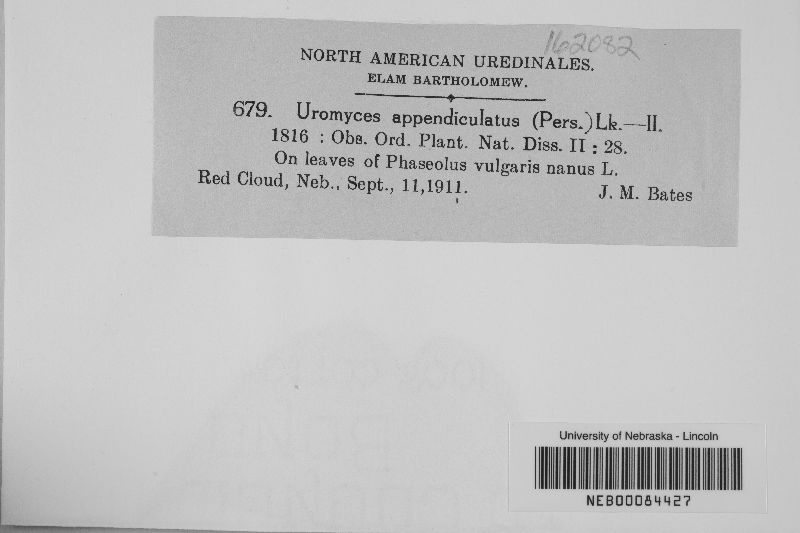 162082
NORTH AMERICAN UREDINALES.
ELAM BARTHOLOMEW.
679. Uromyces appendiculatus (Pers.) Lk.—II.
1816 : Obs. Ord. Plant. Nat. Diss. II : 28.
On leaves of Phaseolus vulgaris nanus L.
Red Cloud, Neb., Sept., 11, 1911. J. M. Bates
University of Nebraska - Lincoln
NEB00084427